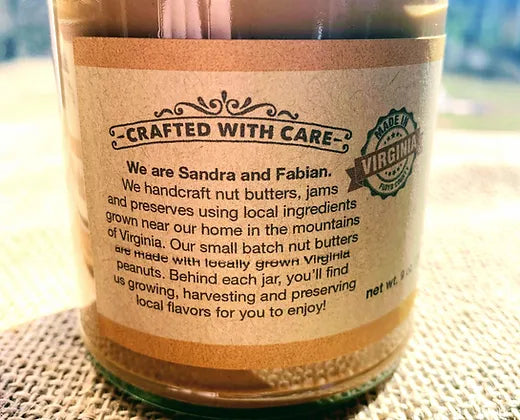 -CRAFTED WITH CARE-
We are Sandra and Fabian.
We handcraft nut butters, jams
and preserves using local ingredients
grown near our home in the mountains
of Virginia. Our small batch nut butters
are made with locally grown Virginia
peanuts. Behind each jar, you'll find
us growing, harvesting and preserving
local flavors for you to enjoy!
MADE IN
VIRGINIA
FLOYD COUNTY
net wt. 9